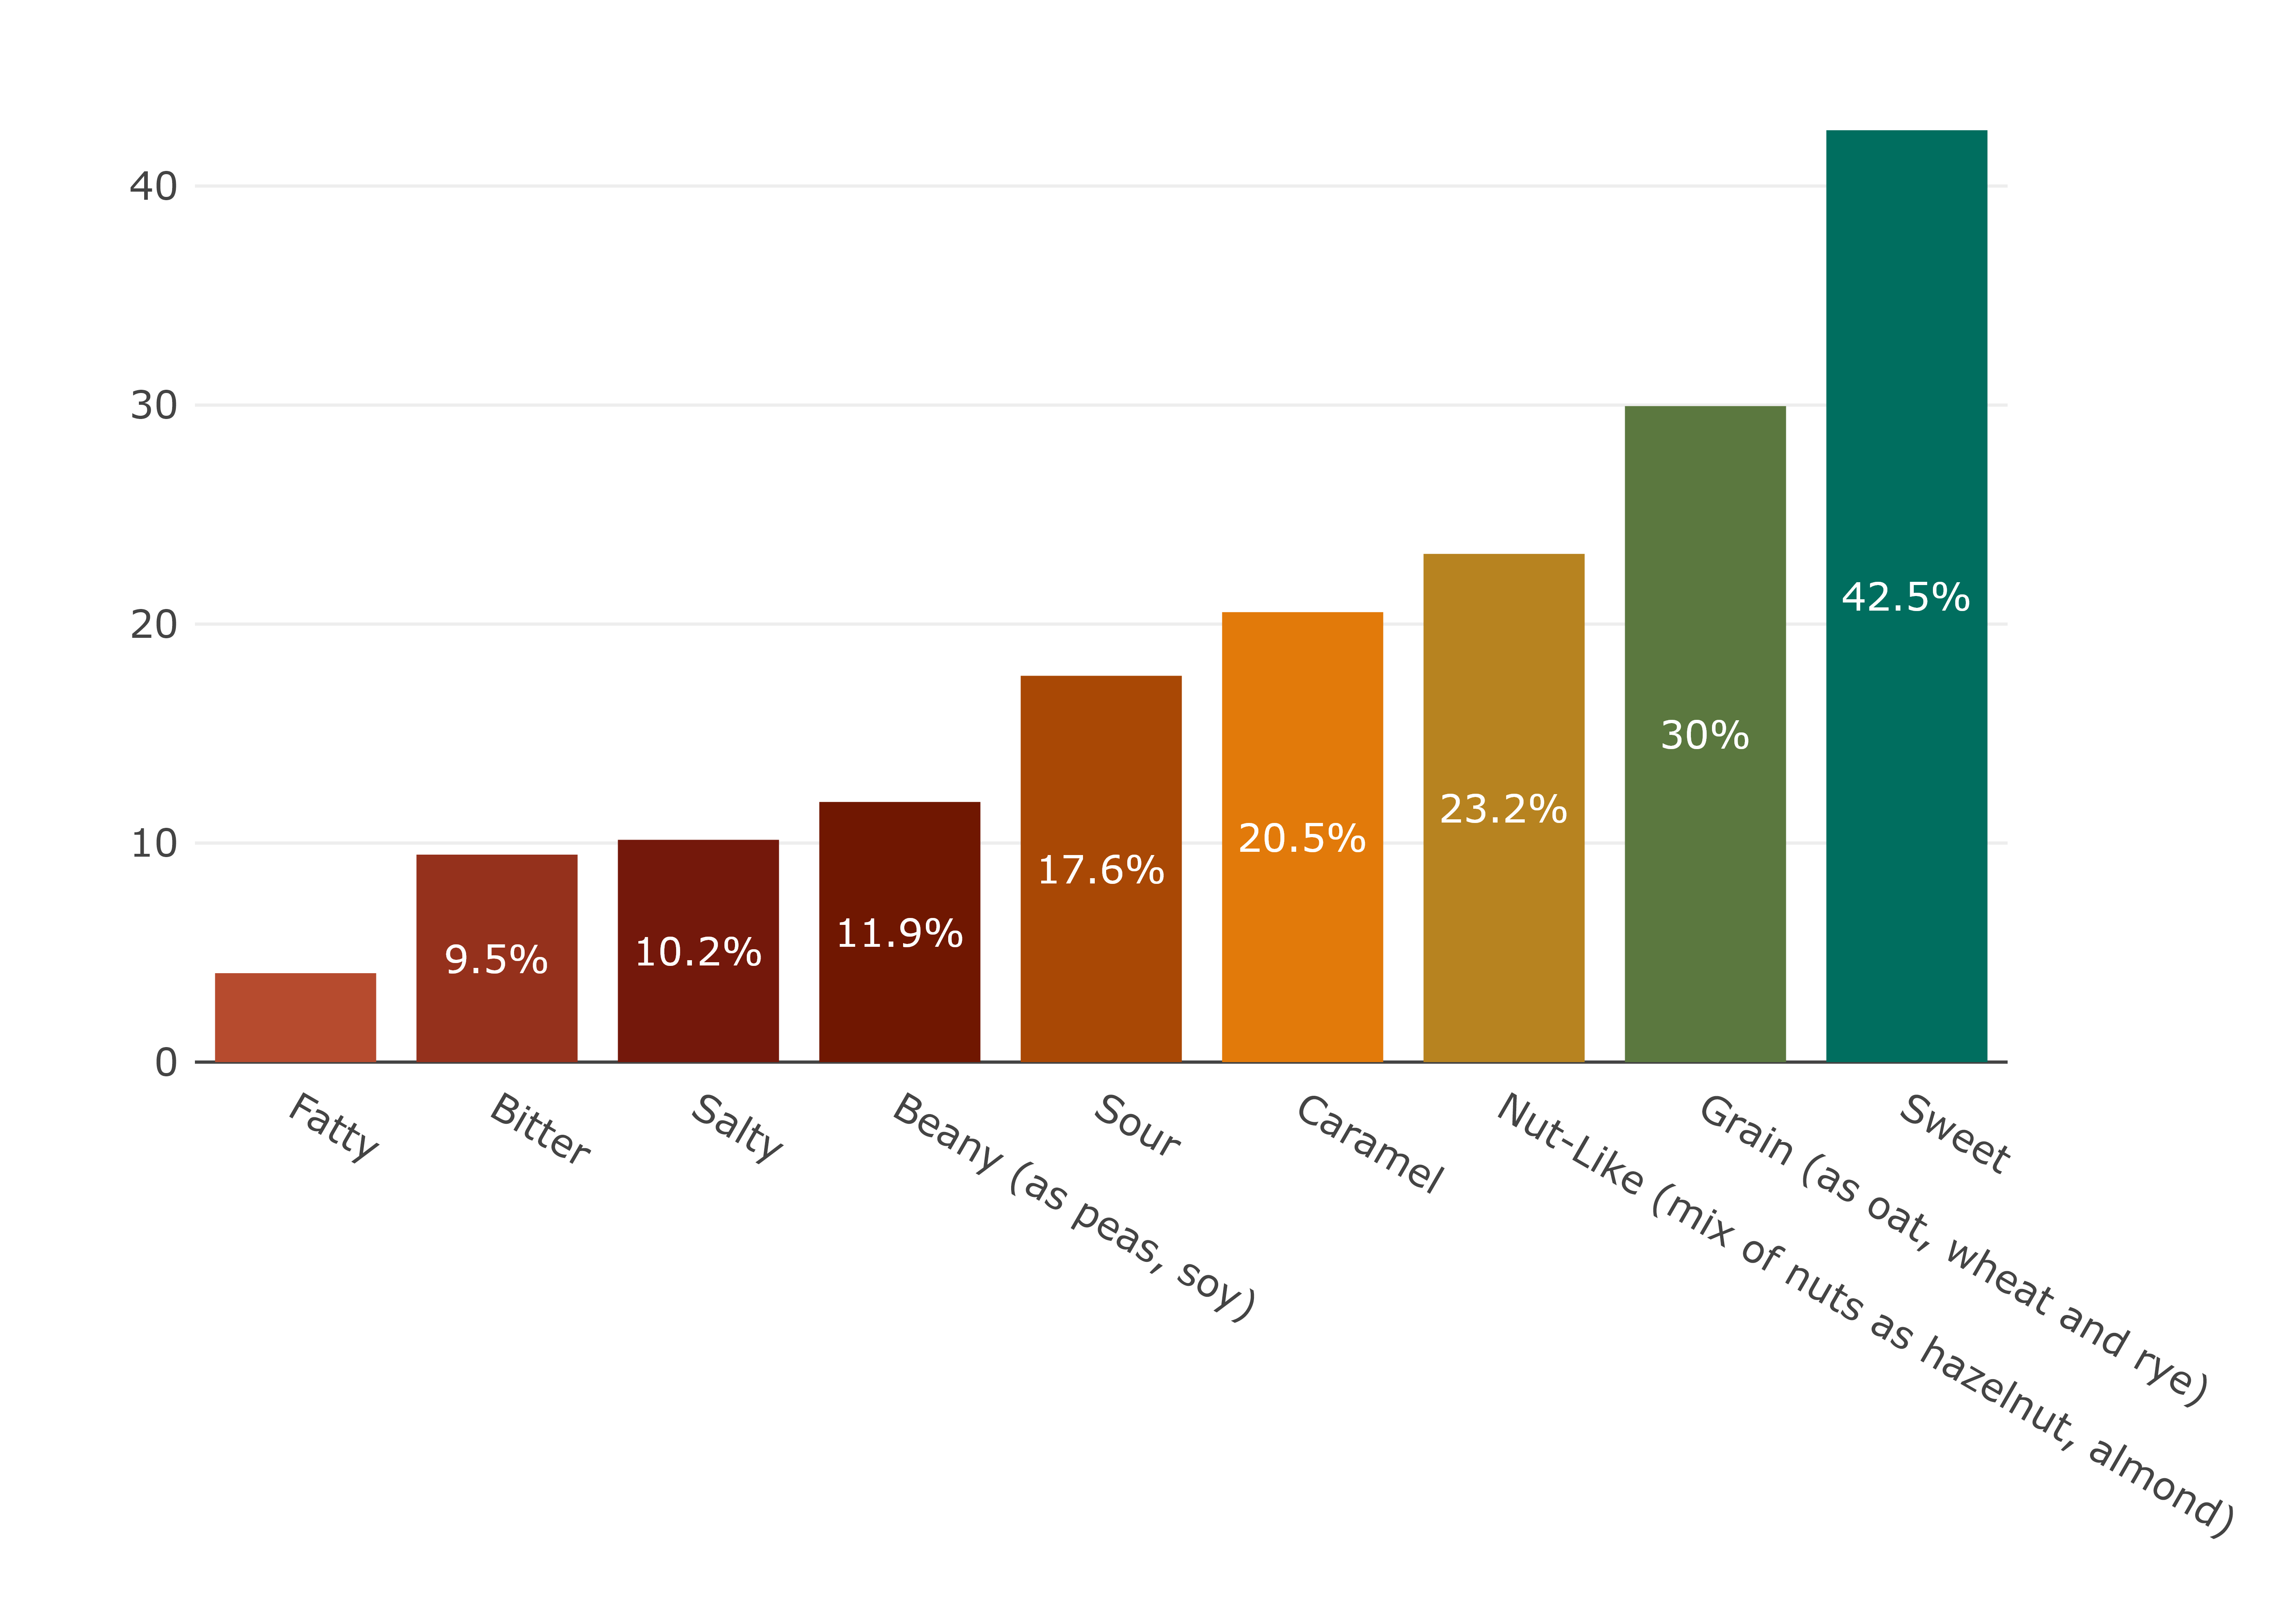 40
30
20
10
0
9.5%
10.2%
11.9%
17.6%
20.5%
23.2%
30%
42.5%
Fatty
Bitter
Salty
Beany (as peas, soy)
Sour
Caramel
Nut-Like (mix of nuts as hazelnut, almond)
Grain (as oat, wheat and rye)
Sweet